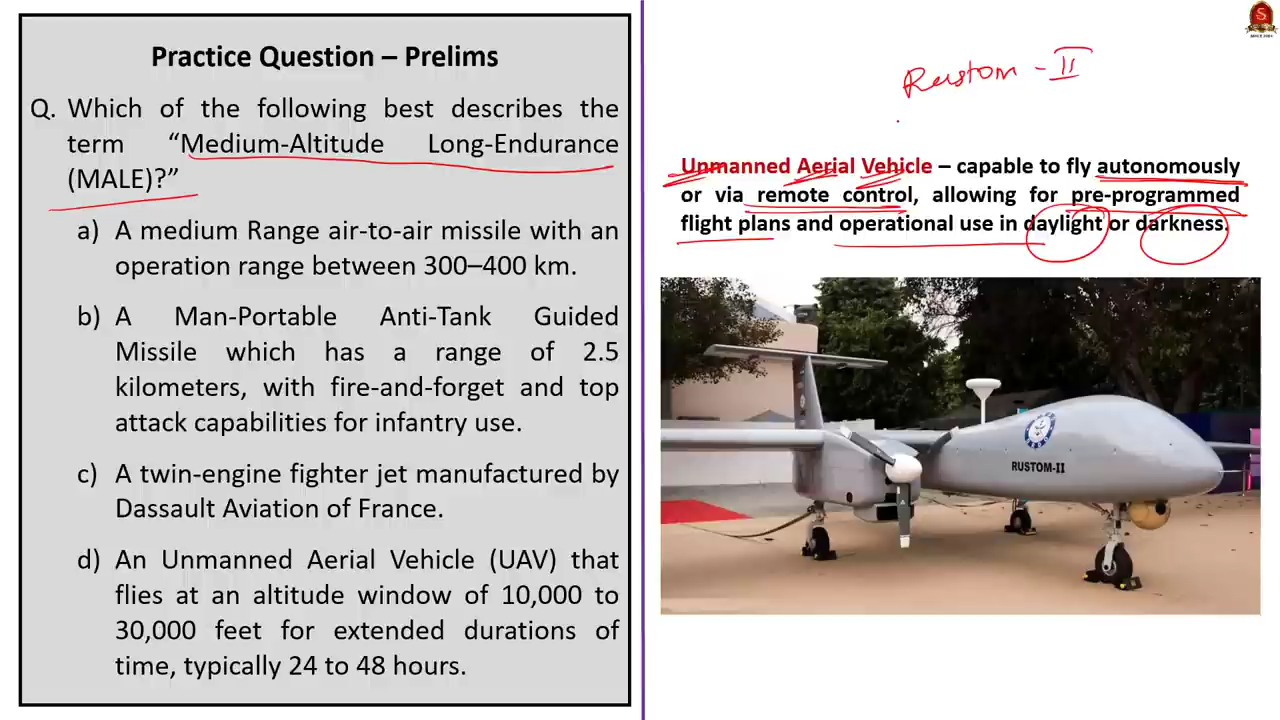 Practice Question – Prelims
Q. Which of the following best describes the
term “Medium-Altitude Long-Endurance
(MALE)?”
a) A medium Range air-to-air missile with an
operation range between 300–400 km.
b) A Man-Portable Anti-Tank Guided
Missile which has a range of 2.5
kilometers, with fire-and-forget and top
attack capabilities for infantry use.
c) A twin-engine fighter jet manufactured by
Dassault Aviation of France.
d) An Unmanned Aerial Vehicle (UAV) that
flies at an altitude window of 10,000 to
30,000 feet for extended durations of
time, typically 24 to 48 hours.
Rustom - II
Unmanned Aerial Vehicle – capable to fly autonomously
or via remote control, allowing for pre-programmed
flight plans and operational use in daylight or darkness.
RUSTOM-II